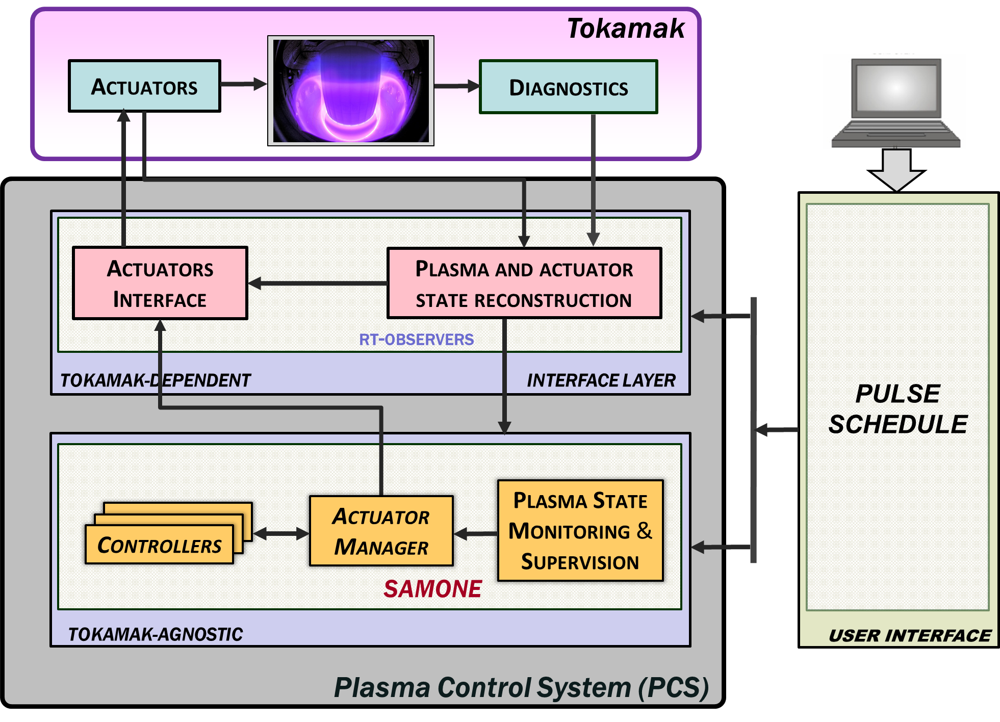 Tokamak
ACTUATORS
DIAGNOSTICS
ACTUATORS
INTERFACE
PLASMA AND ACTUATOR
STATE RECONSTRUCTION
RT-OBSERVERS
TOKAMAK-DEPENDENT
INTERFACE LAYER
CONTROLLERS
ACTUATOR
MANAGER
PLASMA STATE
MONITORING &
SUPERVISION
SAMONE
TOKAMAK-AGNOSTIC
Plasma Control System (PCS)
PULSE
SCHEDULE
USER INTERFACE